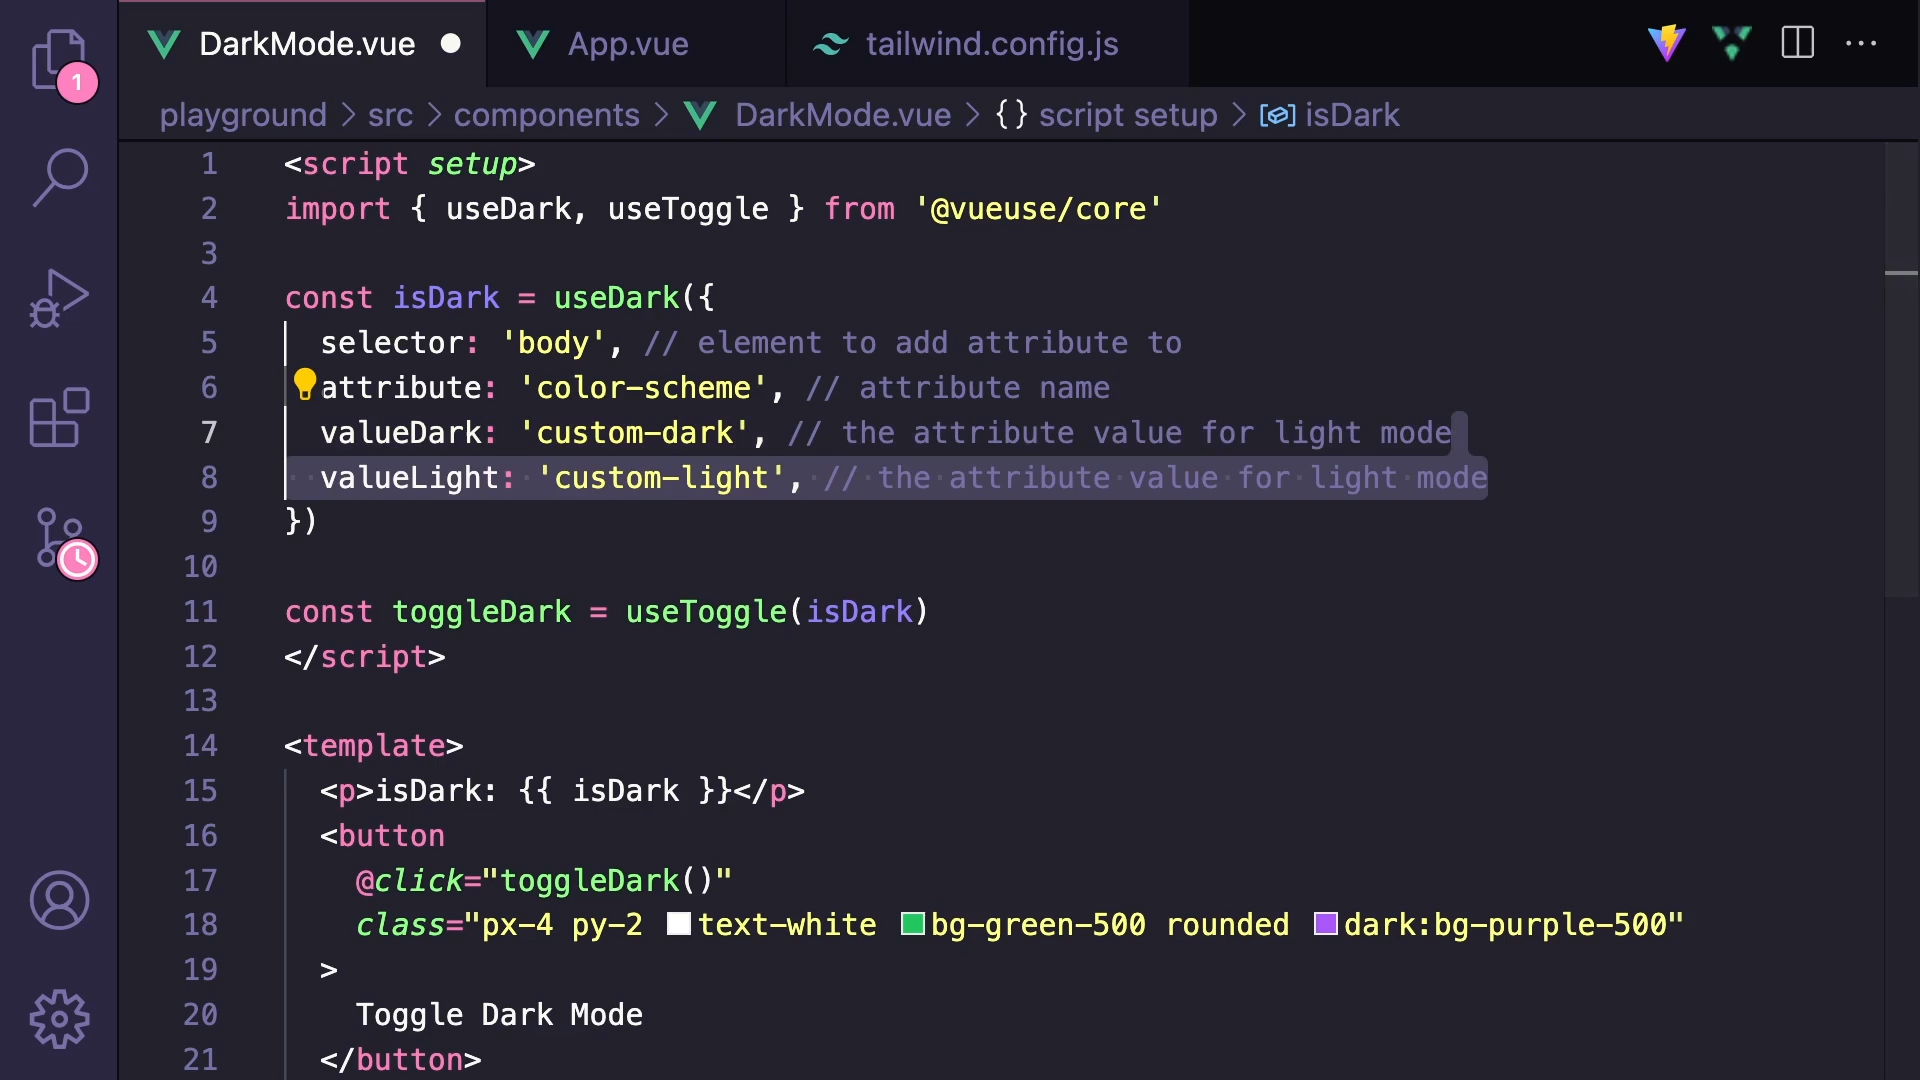 DarkMode.vue App.vue tailwind.config.js
1
playground > src > components > DarkMode.vue > {} script setup > isDark
1 <script setup>
2 import { useDark, useToggle } from '@vueuse/core'
3
4 const isDark = useDark({
5   selector: 'body', // element to add attribute to
6   attribute: 'color-scheme', // attribute name
7   valueDark: 'custom-dark', // the attribute value for light mode
8   valueLight: 'custom-light', // the attribute value for light mode
9 })
10
11 const toggleDark = useToggle(isDark)
12 </script>
13
14 <template>
15   <p>isDark: {{ isDark }}</p>
16   <button
17     @click="toggleDark()"
18     class="px-4 py-2 text-white bg-green-500 rounded dark:bg-purple-500"
19   >
20     Toggle Dark Mode
21   </button>